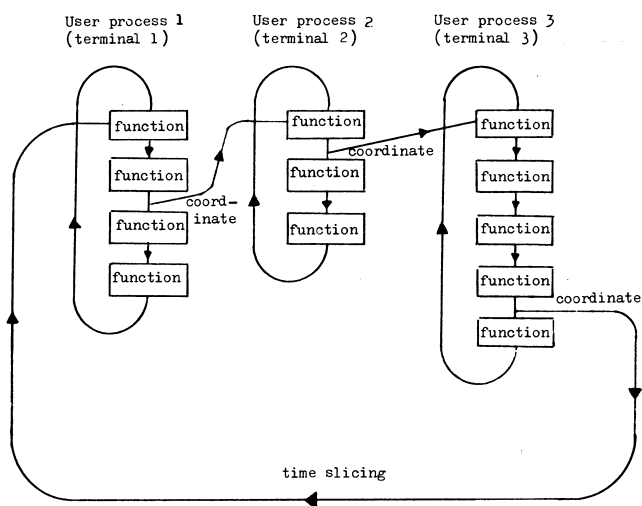 User process 1
(terminal 1)
User process 2
(terminal 2)
User process 3
(terminal 3)
function
function
function
function
coord-
inate
function
function
function
coordinate
function
function
function
function
function
coordinate
time slicing